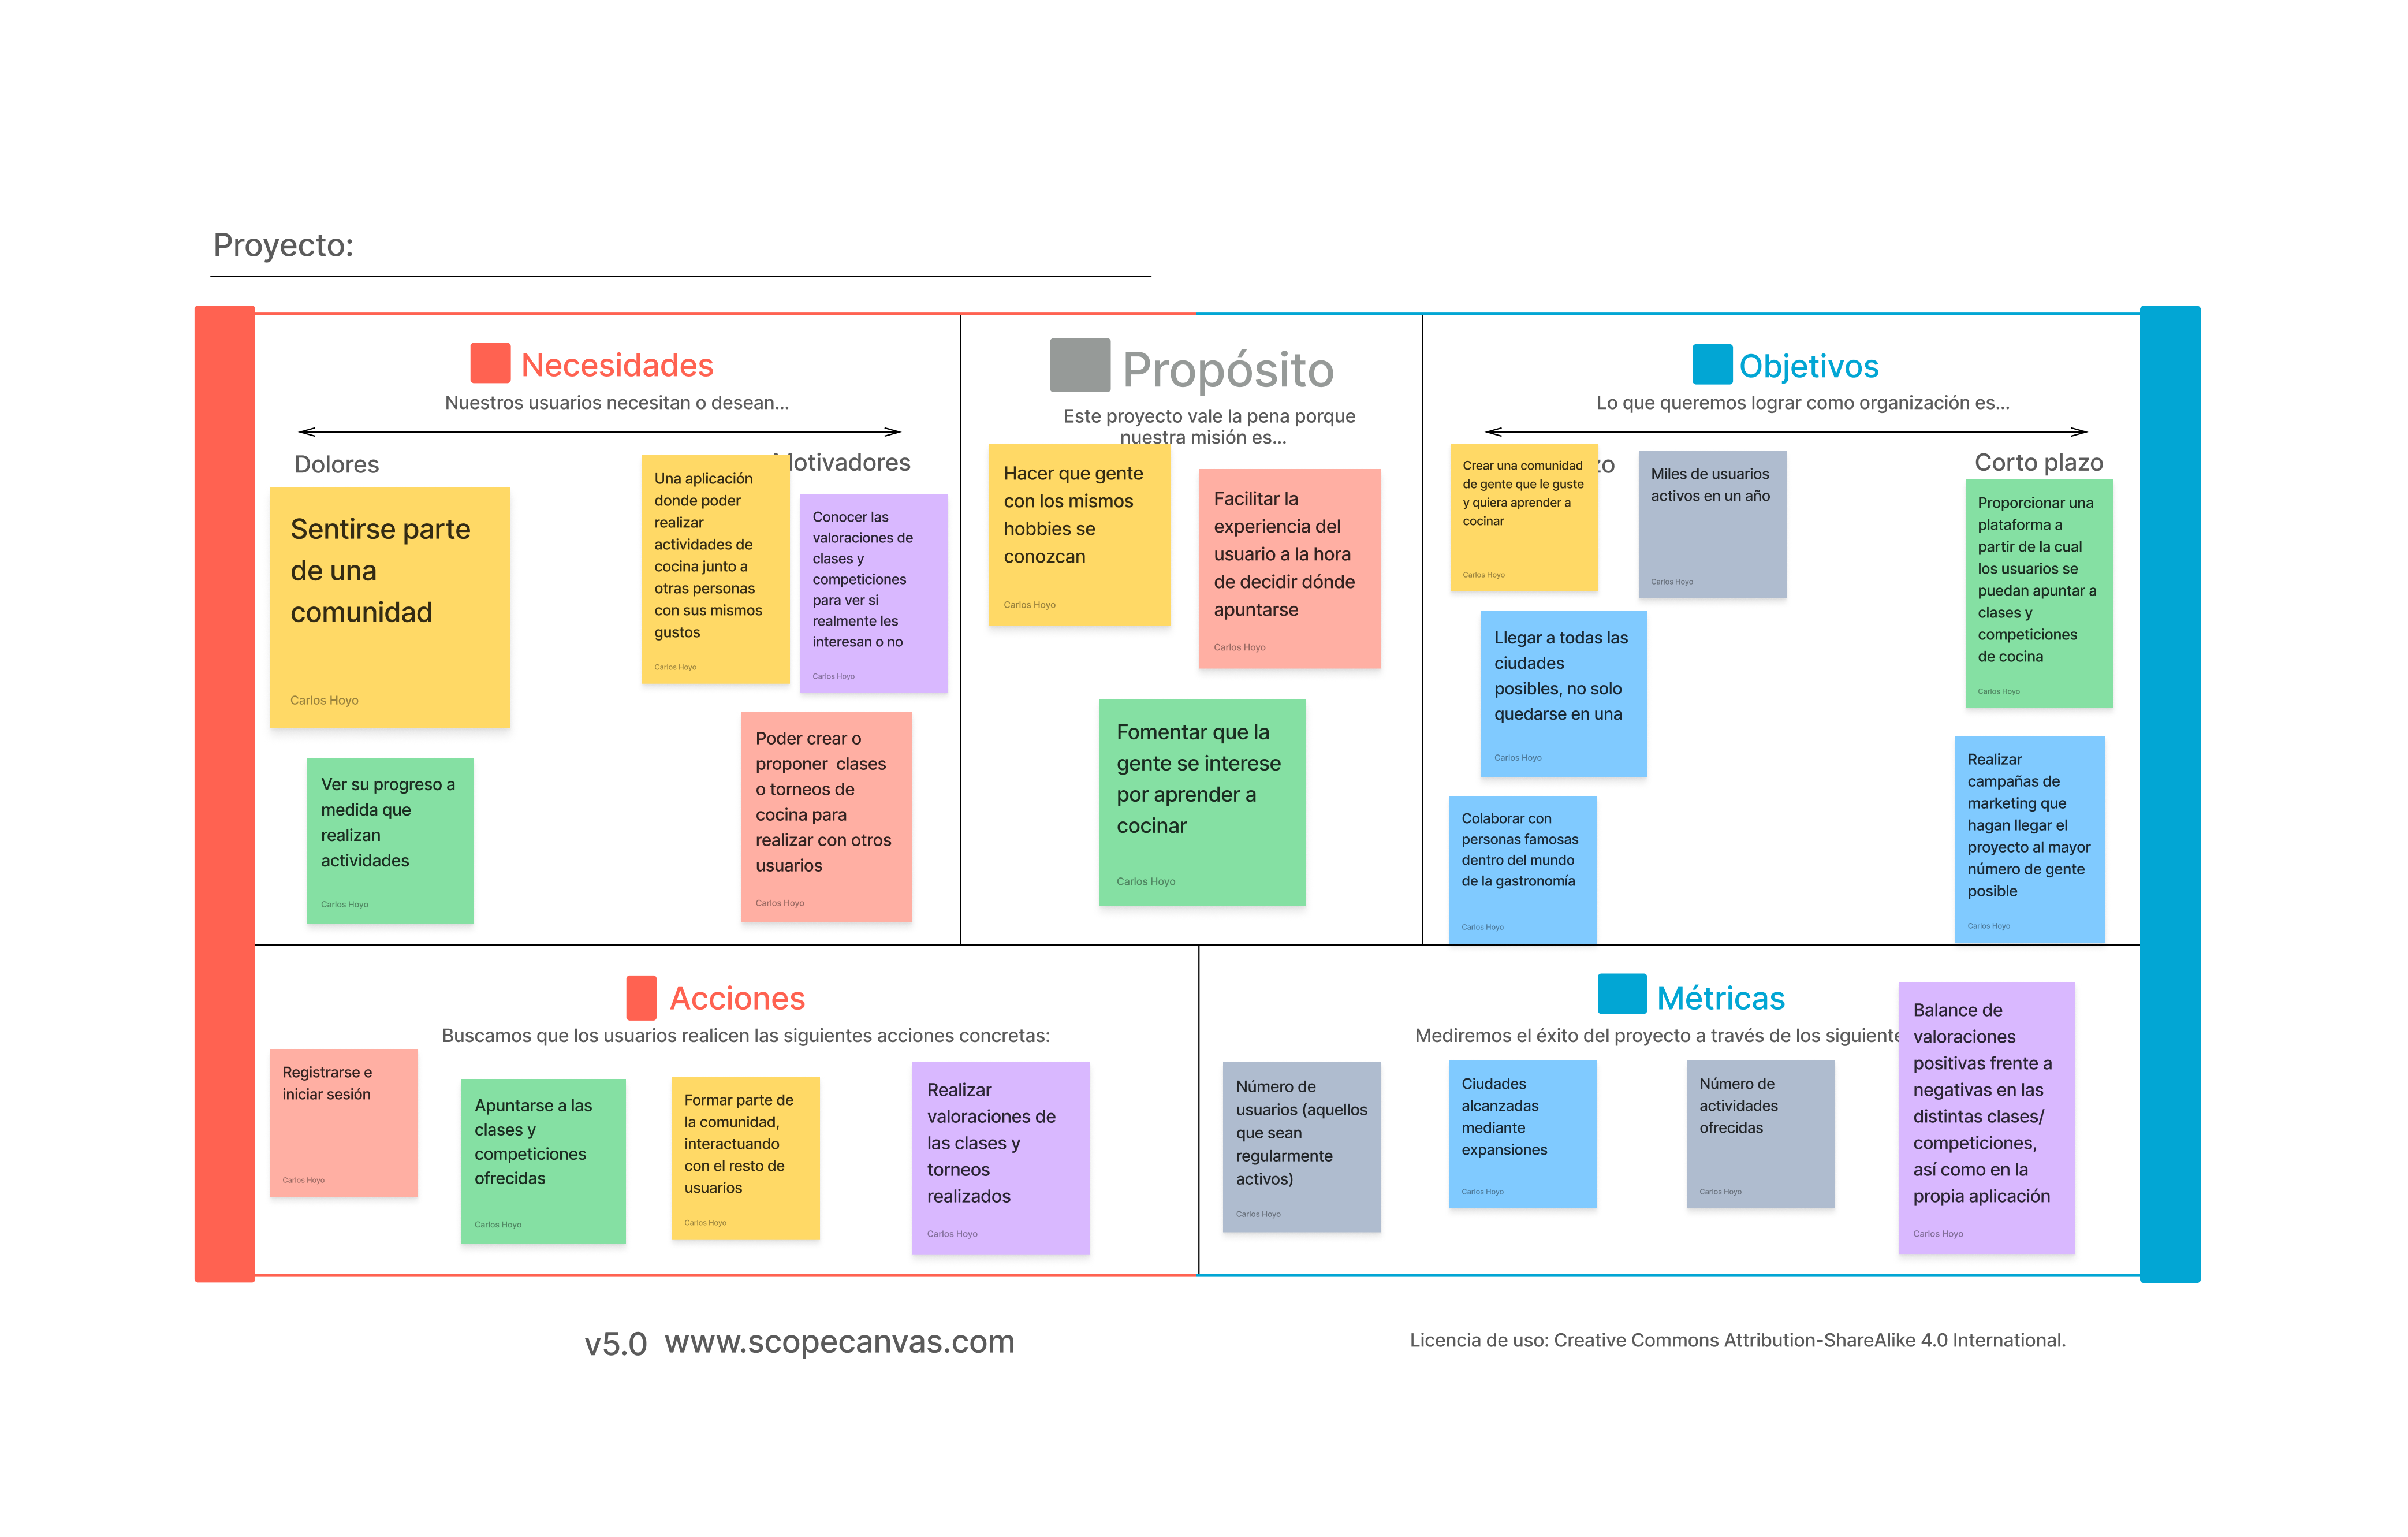 Proyecto:
Necesidades
Nuestros usuarios necesitan o desean...
Dolores
Sentirse parte
de una
comunidad
Carlos Hoyo
Ver su progreso a
medida que
realizan
actividades
Carlos Hoyo
Una aplicación
donde poder
realizar
actividades de
cocina junto a
otras personas
con sus mismos
gustos
Carlos Hoyo
Conocer las
valoraciones de
clases y
competiciones
para ver si
realmente les
interesan o no
Carlos Hoyo
Poder crear o
proponer clases
o torneos de
cocina para
realizar con otros
usuarios
Carlos Hoyo
Propósito
Este proyecto vale la pena porque
nuestra misión es...
Hacer que gente
con los mismos
hobbies se
conozcan
Carlos Hoyo
Facilitar la
experiencia del
usuario a la hora
de decidir dónde
apuntarse
Carlos Hoyo
Fomentar que la
gente se interese
por aprender a
cocinar
Carlos Hoyo
Objetivos
Lo que queremos lograr como organización es...
Corto plazo
Crear una comunidad
de gente que le guste
y quiera aprender a
cocinar
Carlos Hoyo
Miles de usuarios
activos en un año
Carlos Hoyo
Llegar a todas las
ciudades
posibles, no solo
quedarse en una
Carlos Hoyo
Colaborar con
personas famosas
dentro del mundo
de la gastronomía
Carlos Hoyo
Proporcionar una
plataforma a
partir de la cual
los usuarios se
puedan apuntar a
clases y
competiciones
de cocina
Carlos Hoyo
Realizar
campañas de
marketing que
hagan llegar el
proyecto al mayor
número de gente
posible
Carlos Hoyo
Acciones
Buscamos que los usuarios realicen las siguientes acciones concretas:
Registrarse e
iniciar sesión
Carlos Hoyo
Apuntarse a las
clases y
competiciones
ofrecidas
Carlos Hoyo
Formar parte de
la comunidad,
interactuando
con el resto de
usuarios
Carlos Hoyo
Realizar
valoraciones de
las clases y
torneos
realizados
Carlos Hoyo
Métricas
Mediremos el éxito del proyecto a través de los
Número de
usuarios (aquellos
que sean
regularmente
activos)
Carlos Hoyo
Ciudades
alcanzadas
mediante
expansiones
Carlos Hoyo
Número de
actividades
ofrecidas
Carlos Hoyo
Balance de
valoraciones
positivas frente a
negativas en las
distintas clases/
competiciones,
así como en la
propia aplicación
Carlos Hoyo
v5.0 www.scopecanvas.com
Licencia de uso: Creative Commons Attribution-ShareAlike 4.0 International.